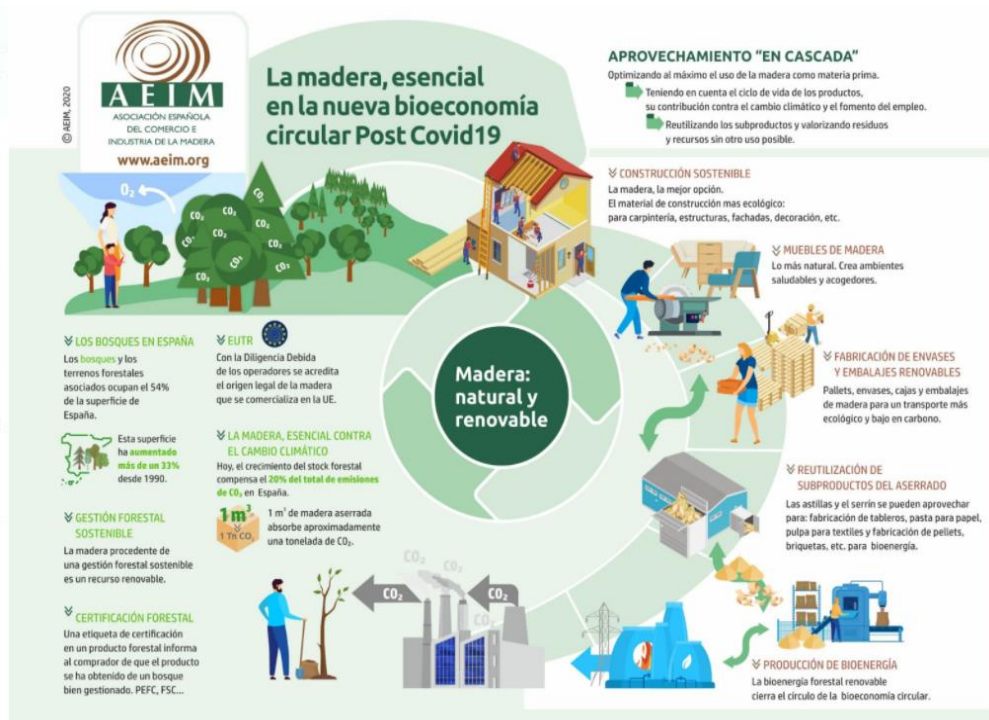 © AEIM, 2020
AEIM
ASOCIACIÓN ESPAÑOLA
DEL COMERCIO E
INDUSTRIA DE LA MADERA
www.aeim.org
La madera, esencial
en la nueva bioeconomía
circular Post Covid19
APROVECHAMIENTO “EN CASCADA”
Optimizando al máximo el uso de la madera como materia prima.
Teniendo en cuenta el ciclo de vida de los productos,
su contribución contra el cambio climático y el fomento del empleo.
Reutilizando los subproductos y valorizando residuos
y recursos sin otro uso posible.
O₂
CO₂
CO₂
CO₂
CO₂
CO₂
CO₂
CO₂
CO₂
CO₂
CONSTRUCCIÓN SOSTENIBLE
La madera, la mejor opción.
El material de construcción mas ecológico:
para carpintería, estructuras, fachadas, decoración, etc.
MUEBLES DE MADERA
Lo más natural. Crea ambientes
saludables y acogedores.
FABRICACIÓN DE ENVASES
Y EMBALAJES RENOVABLES
Pallets, envases, cajas y embalajes
de madera para un transporte más
ecológico y bajo en carbono.
REUTILIZACIÓN DE
SUBPRODUCTOS DEL ASERRADO
Las astillas y el serrín se pueden aprovechar
para: fabricación de tableros, pasta para papel,
pulpa para textiles y fabricación de pellets,
briquetas, etc. para bioenergía.
PRODUCCIÓN DE BIOENERGÍA
La bioenergía forestal renovable
cierra el círculo de la bioeconomía circular.
Madera:
natural y
renovable
LOS BOSQUES EN ESPAÑA
Los bosques y los
terrenos forestales
asociados ocupan el 54%
de la superficie de
España.
Esta superficie
ha aumentado
más de un 33%
desde 1990.
GESTIÓN FORESTAL
SOSTENIBLE
La madera procedente de
una gestión forestal sostenible
es un recurso renovable.
CERTIFICACIÓN FORESTAL
Una etiqueta de certificación
en un producto forestal informa
al comprador de que el producto
se ha obtenido de un bosque
bien gestionado. PEFC, FSC...
EUTR
Con la Diligencia Debida
de los operadores se acredita
el origen legal de la madera
que se comercializa en la UE.
LA MADERA, ESENCIAL CONTRA
EL CAMBIO CLIMÁTICO
Hoy, el crecimiento del stock forestal
compensa el 20% del total de emisiones
de CO₂ en España.
1m³
1 Tn CO₂
1 m³ de madera aserrada
absorbe aproximadamente
una tonelada de CO₂.
CO₂
CO₂
CO₂
CO₂